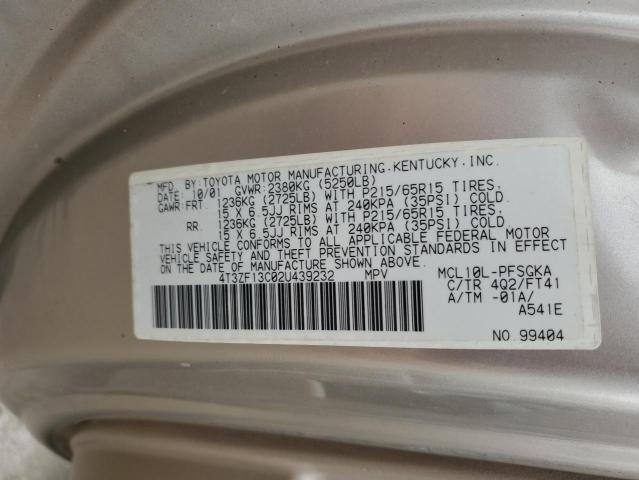 MFD. BY: TOYOTA MOTOR MANUFACTURING, KENTUCKY, INC.
DATE: 10/01 GVWR: 2380KG (5250LB)
GAWR: FRT. 1236KG (2725LB) WITH P215/65R15 TIRES,
15 X 6.5JJ RIMS AT 240KPA (35PSI) COLD.
RR. 1236KG (2725LB) WITH P215/65R15 TIRES,
15 X 6.5JJ RIMS AT 240KPA (35PSI) COLD.
THIS VEHICLE CONFORMS TO ALL APPLICABLE FEDERAL MOTOR
VEHICLE SAFETY AND THEFT PREVENTION STANDARDS IN EFFECT
ON THE DATE OF MANUFACTURE SHOWN ABOVE.
4T3ZF13C02U439232 MPV
MCL10L-PFSGKA
C/TR 4Q2/FT41
A/TM -01A/
A541E
NO.99404